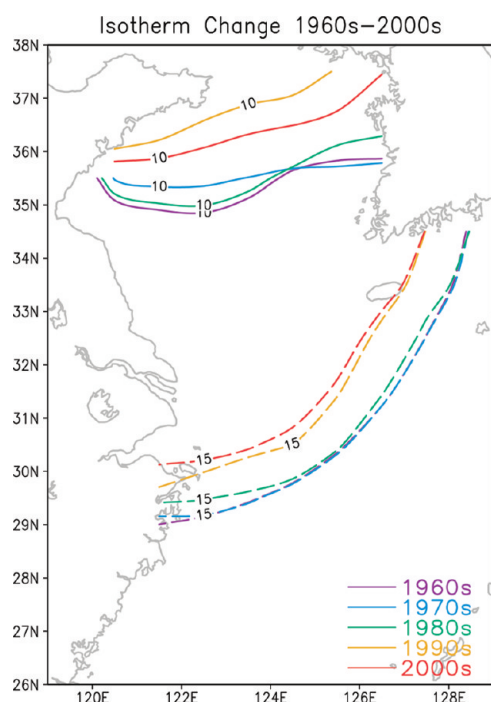 Isotherm Change 1960s−2000s
38N
37N
36N
35N
34N
33N
32N
31N
30N
29N
28N
27N
26N
10
10
10
10
10
15
15
15
15
1960s
1970s
1980s
1990s
2000s
120E
122E
124E
126E
128E